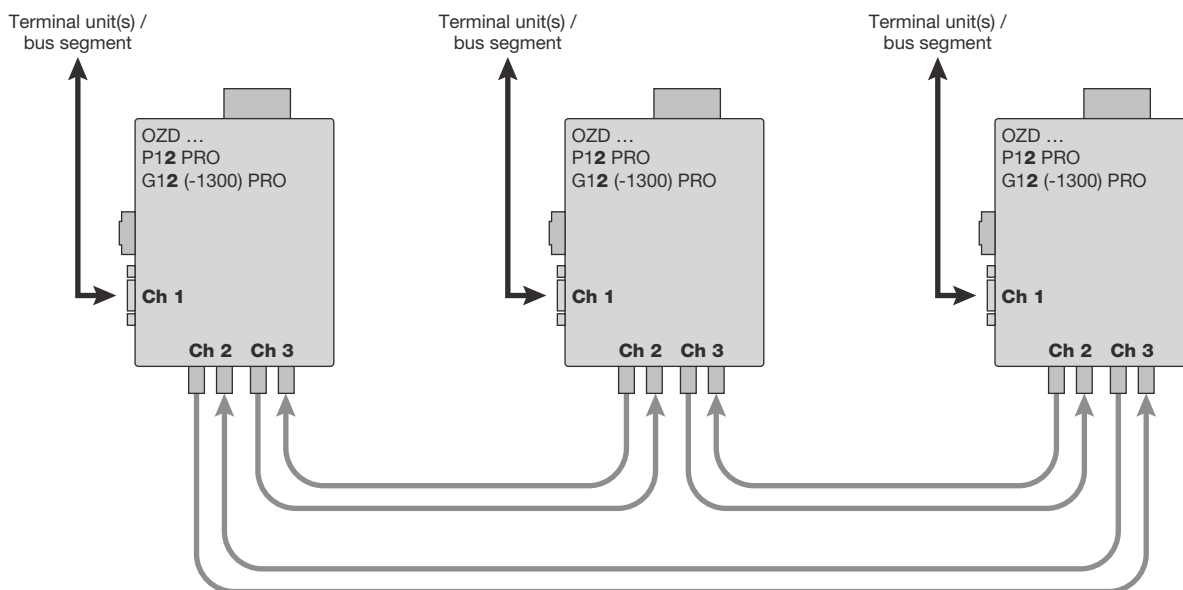 Terminal unit(s) /
bus segment
Terminal unit(s) /
bus segment
Terminal unit(s) /
bus segment
OZD ...
P12 PRO
G12 (-1300) PRO
Ch 1
Ch 2 Ch 3
OZD ...
P12 PRO
G12 (-1300) PRO
Ch 1
Ch 2 Ch 3
OZD ...
P12 PRO
G12 (-1300) PRO
Ch 1
Ch 2 Ch 3